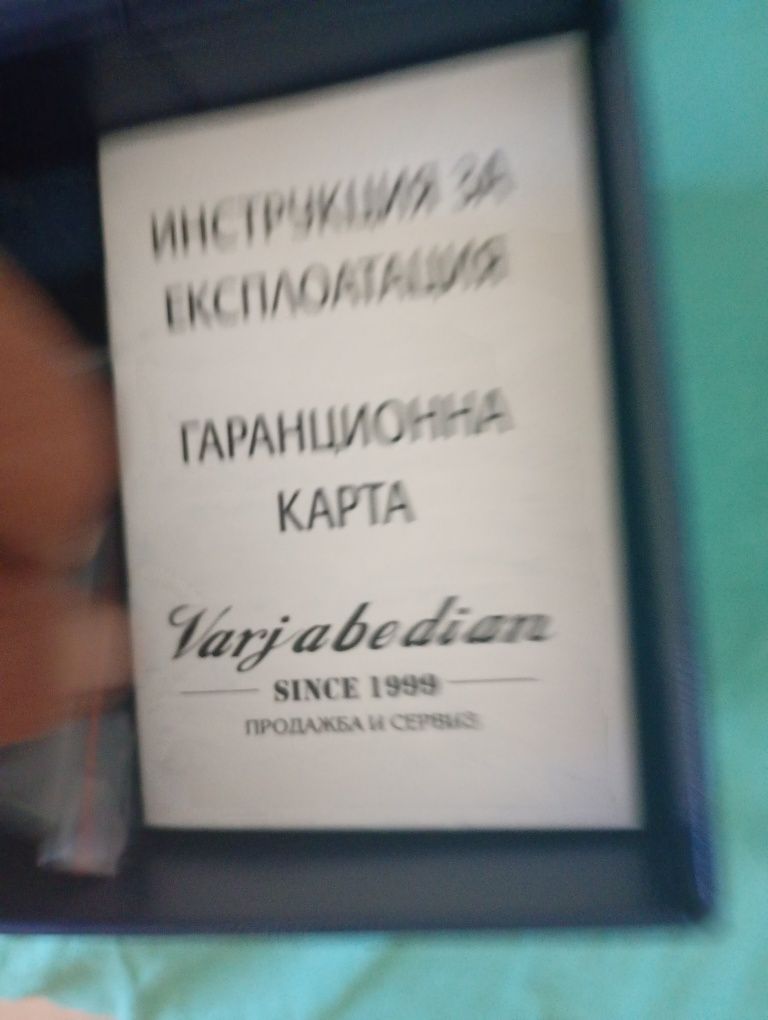 ИНСТРУКЦИЯ ЗА
ЕКСПЛОАТАЦИЯ
ГАРАНЦИОННА
КАРТА
Varjabedian
SINCE 1999
ПРОДАЖБА И СЕРВИЗ